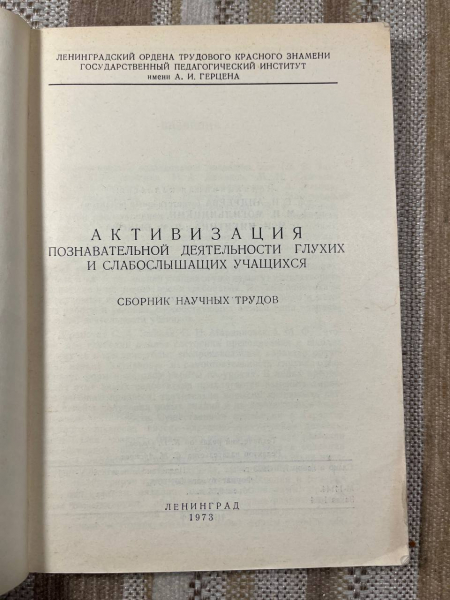 ЛЕНИНГРАДСКИЙ ОРДЕНА ТРУДОВОГО КРАСНОГО ЗНАМЕНИ
ГОСУДАРСТВЕННЫЙ ПЕДАГОГИЧЕСКИЙ ИНСТИТУТ
имени А. И. ГЕРЦЕНА
АКТИВИЗАЦИЯ
ПОЗНАВАТЕЛЬНОЙ ДЕЯТЕЛЬНОСТИ ГЛУХИХ
И СЛАБОСЛЫШАЩИХ УЧАЩИХСЯ
СБОРНИК НАУЧНЫХ ТРУДОВ
ЛЕНИНГРАД
1973